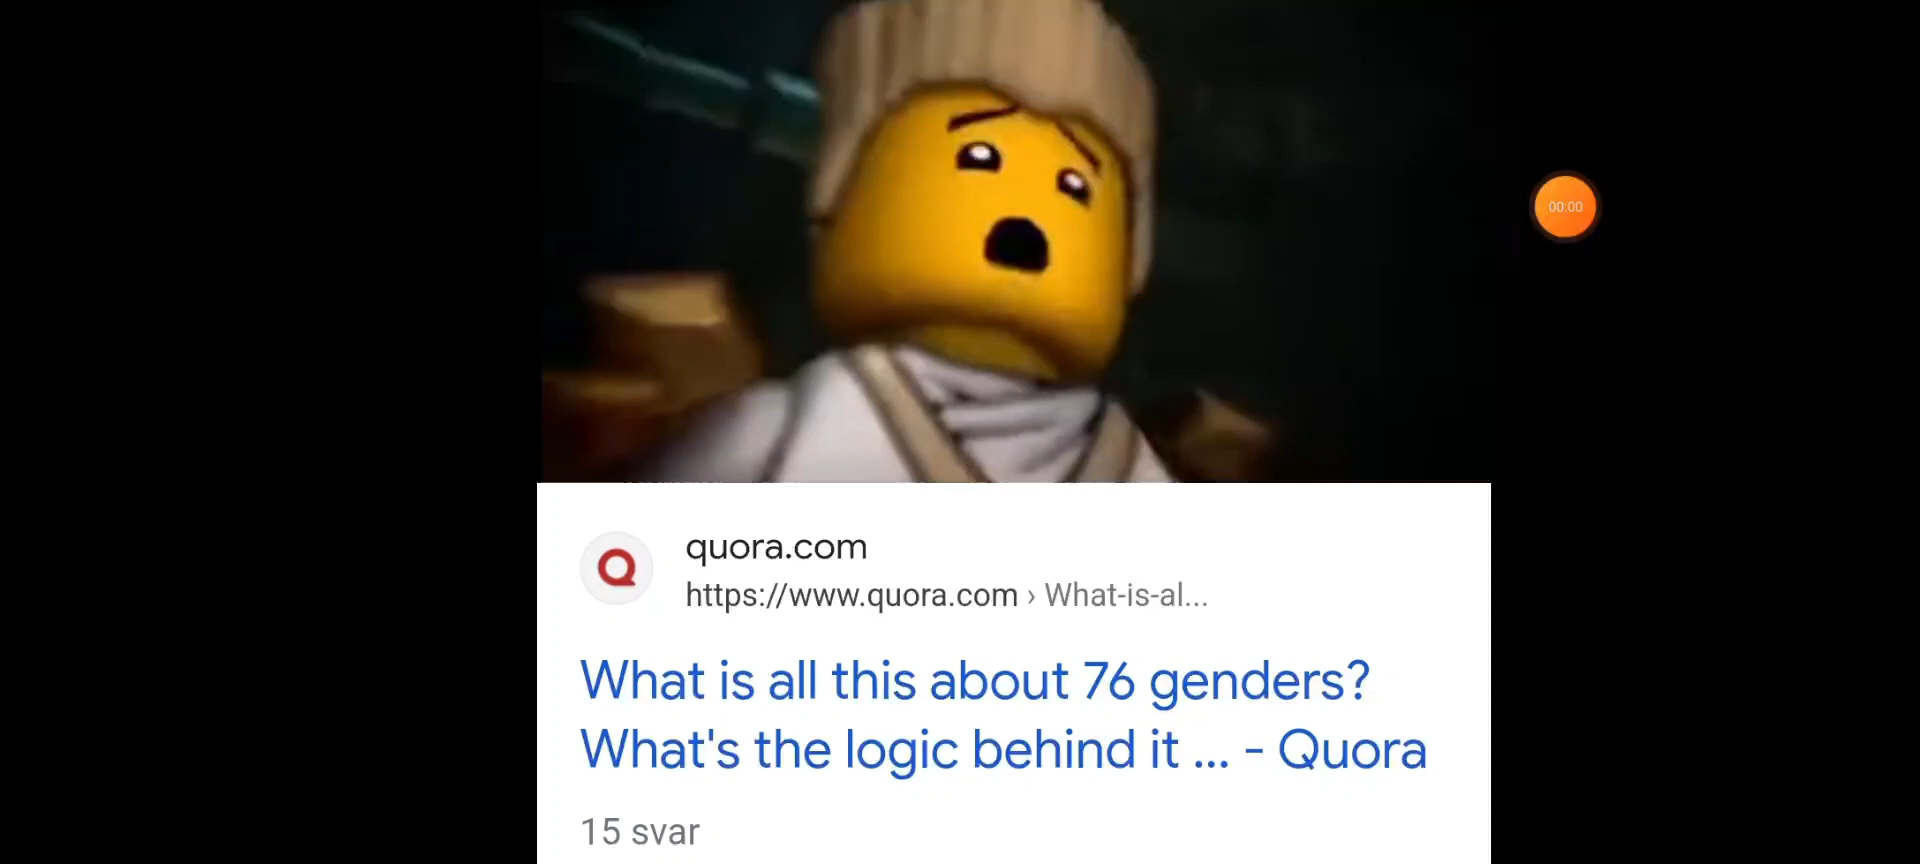 00:00
quora.com
https://www.quora.com › What-is-al...
What is all this about 76 genders?
What's the logic behind it ... - Quora
15 svar